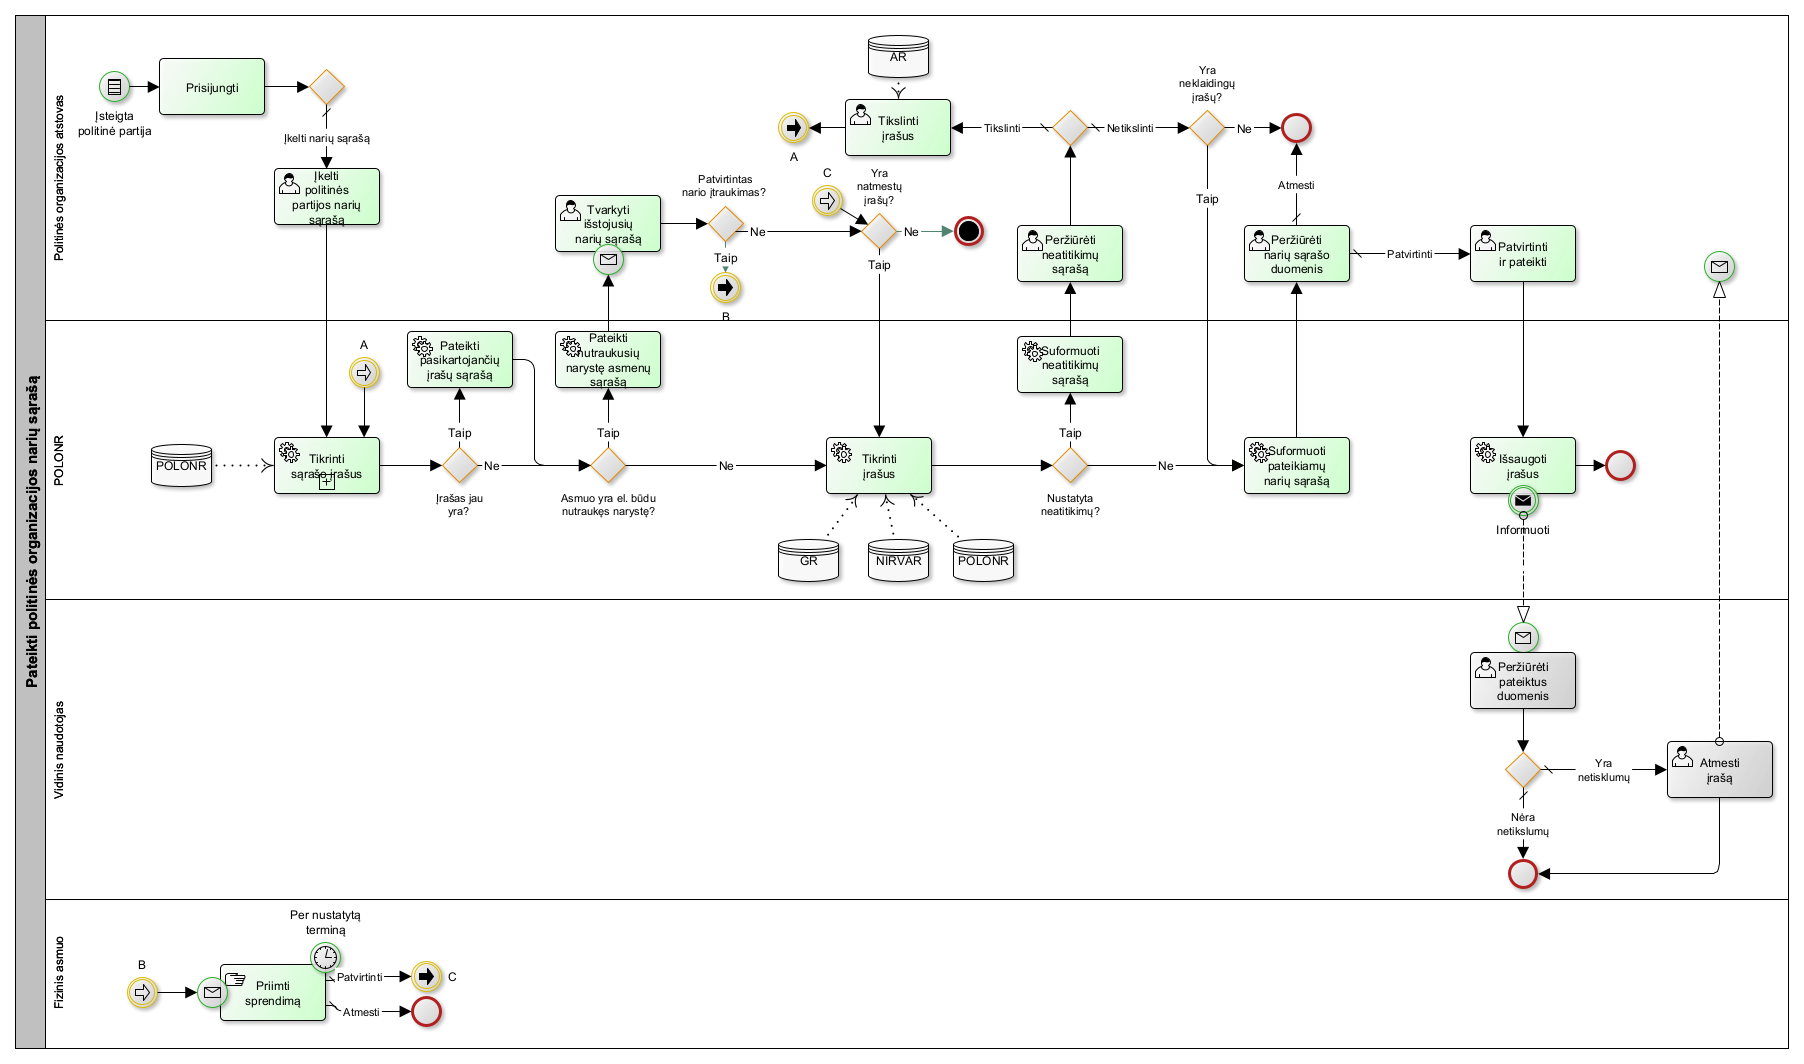 Pateikti politinės organizacijos narių sąrašą
Politinės organizacijos atstovas
Įsteigta
politinė partija
Prisijungti
Įkelti narių sąrašą
Įkelti
politinės
partijos narių
sąrašą
Tvarkyti
išstojusių
narių sąrašą
Patvirtintas
nario įtraukimas?
Ne
Taip
B
AR
Tikslinti
įrašus
A
C
Yra
natmestų
įrašų?
Ne
Taip
Tikslinti
Netikslinti
Yra
neklaidingų
įrašų?
Ne
Taip
Peržiūrėti
neatitikimų
sąrašą
Atmesti
Peržiūrėti
narių sąrašo
duomenis
Patvirtinti
Patvirtinti
ir pateikti
POLONR
POLONR
A
Tikrinti
sąrašo įrašus
Pateikti
pasikartojančių
įrašų sąrašą
Taip
Ne
Įrašas jau
yra?
Pateikti
nutraukusių
narystę asmenų
sąrašą
Taip
Ne
Asmuo yra el. būdu
nutraukęs narystę?
Tikrinti
įrašus
GR
NIRVAR
POLONR
Suformuoti
neatitikimų
sąrašą
Taip
Ne
Nustatyta
neatitikimų?
Suformuoti
pateikiamų
narių sąrašą
Išsaugoti
įrašus
Informuoti
Vidinis naudotojas
Peržiūrėti
pateiktus
duomenis
Yra
netisklumų
Atmesti
įrašą
Nėra
netikslumų
Fizinis asmuo
B
Per nustatytą
terminą
Priimti
sprendimą
Patvirtinti
C
Atmesti